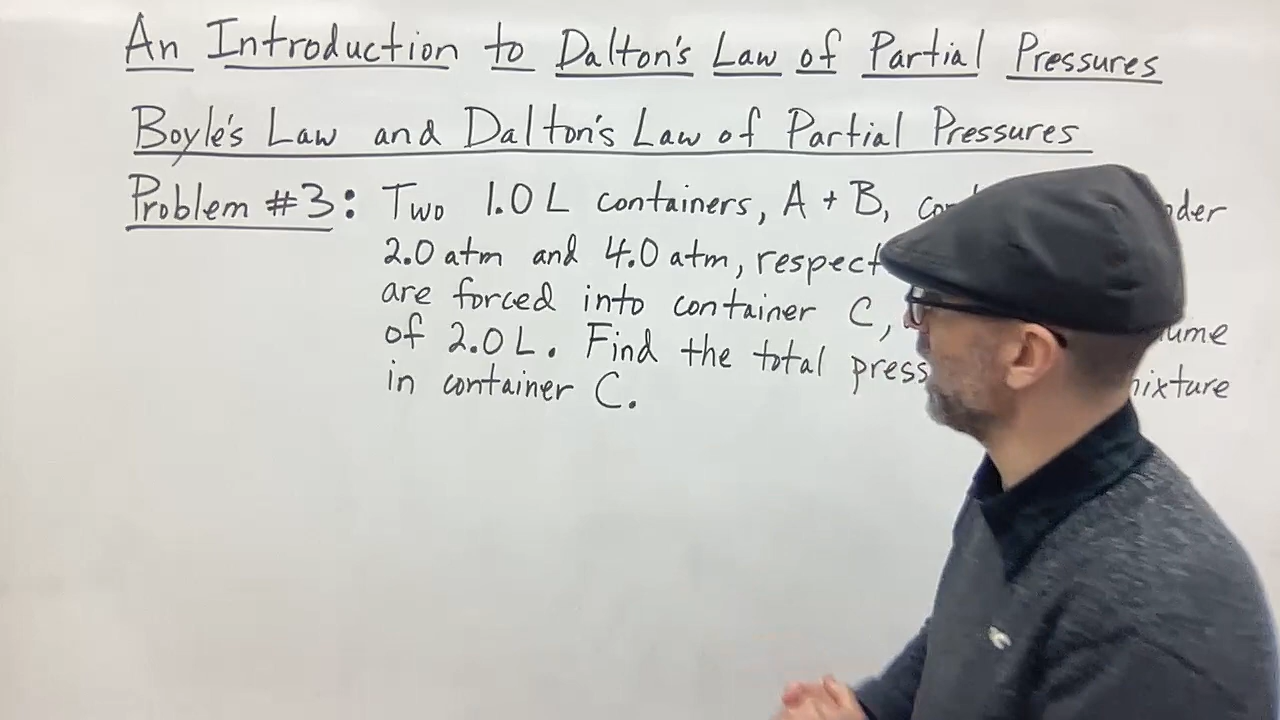 An Introduction to Dalton's Law of Partial Pressures
Boyle's Law and Dalton's Law of Partial Pressures
Problem #3: Two 1.0 L containers, A + B,
2.0 atm and 4.0 atm,
are forced into container C,
of 2.0 L. Find the total
in container C.